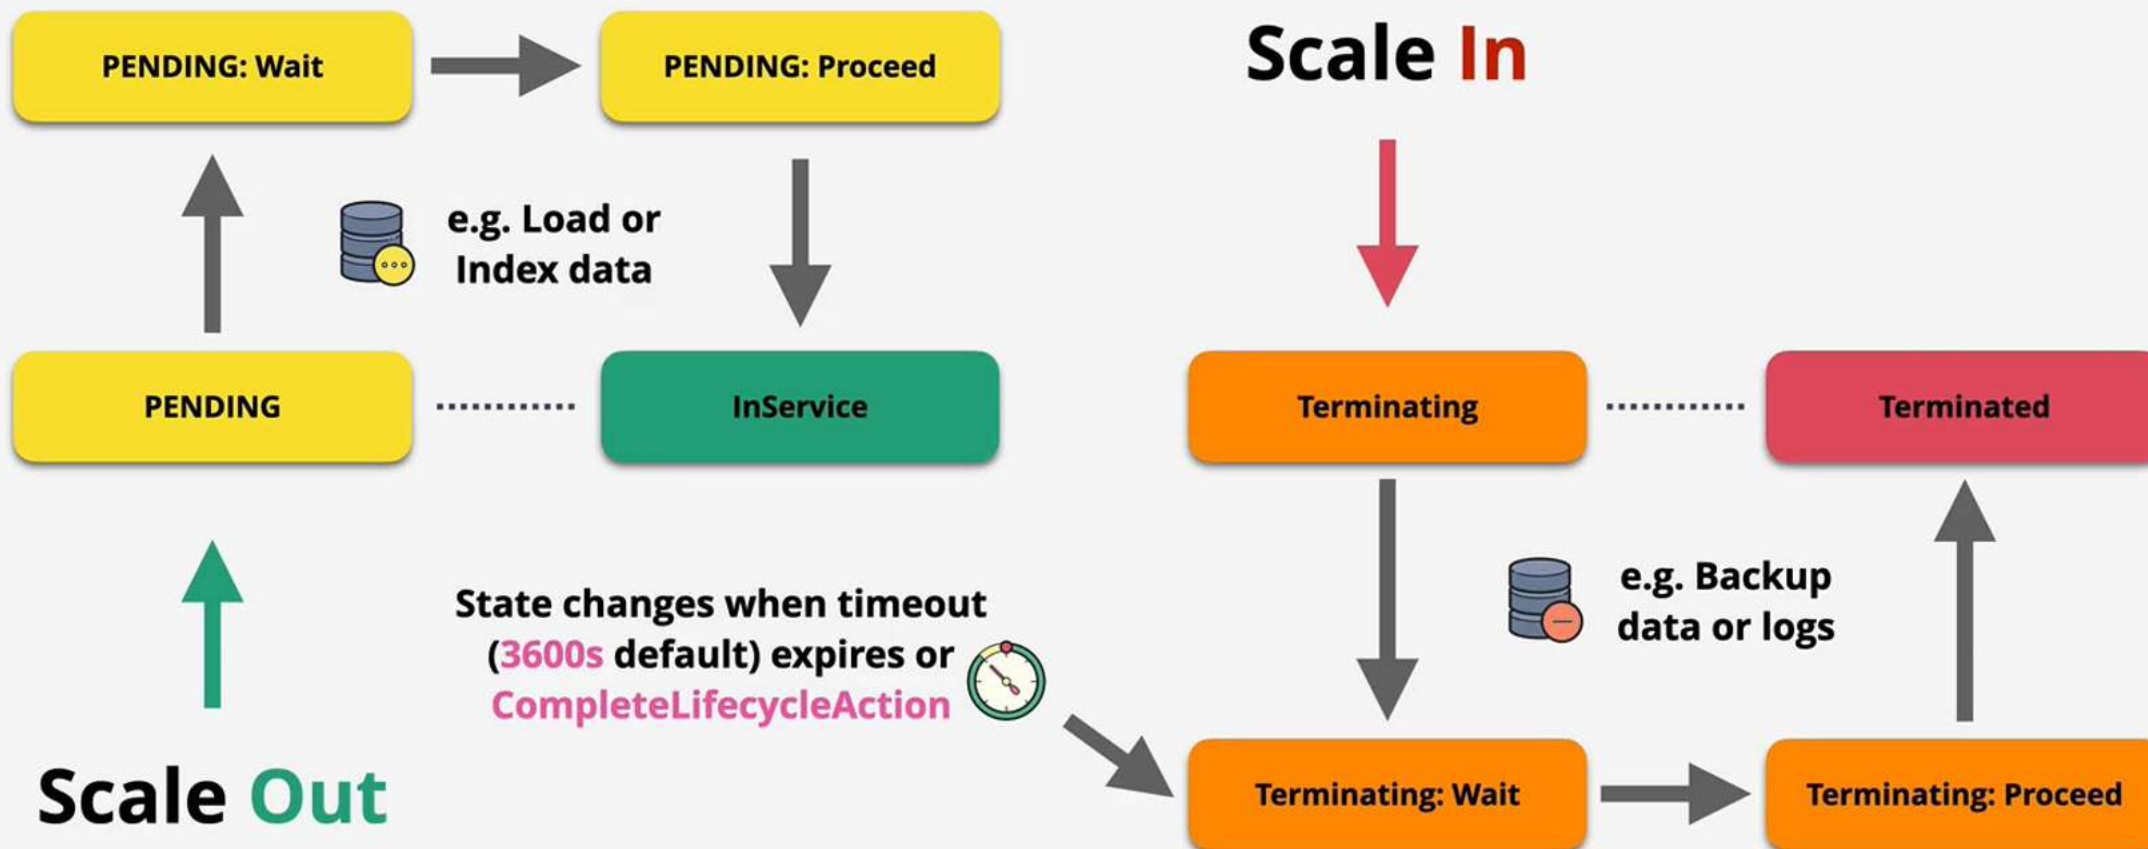 PENDING: Wait
PENDING: Proceed
Scale In
e.g. Load or
Index data
PENDING
InService
Terminating
Terminated
State changes when timeout
(3600s default) expires or
CompleteLifecycleAction
e.g. Backup
data or logs
Scale Out
Terminating: Wait
Terminating: Proceed